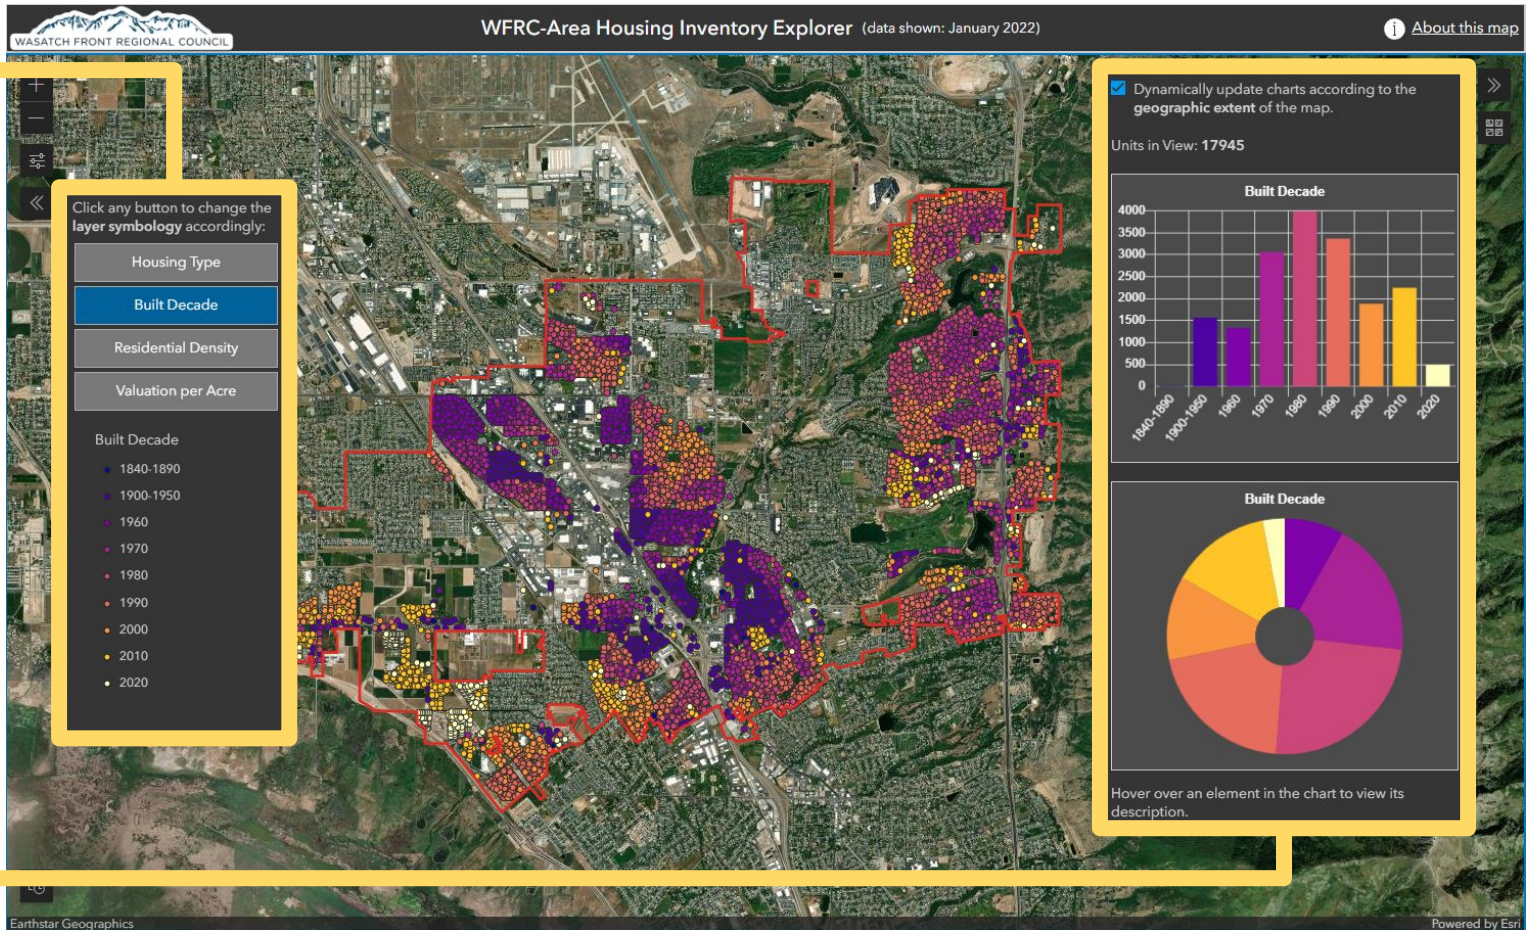 WASATCH FRONT REGIONAL COUNCIL
WFRC-Area Housing Inventory Explorer (data shown: January 2022)
i About this map
Click any button to change the
layer symbology accordingly:
Housing Type
Built Decade
Residential Density
Valuation per Acre
Built Decade
1840-1890
1900-1950
1960
1970
1980
1990
2000
2010
2020
Dynamically update charts according to the
geographic extent of the map.
Units in View: 17945
Built Decade
4000
3500
3000
2500
2000
1500
1000
500
0
1840-1890
1900-1950
1960
1970
1980
1990
2000
2010
2020
Built Decade
Hover over an element in the chart to view its
description.
Earthstar Geographics
Powered by Esri